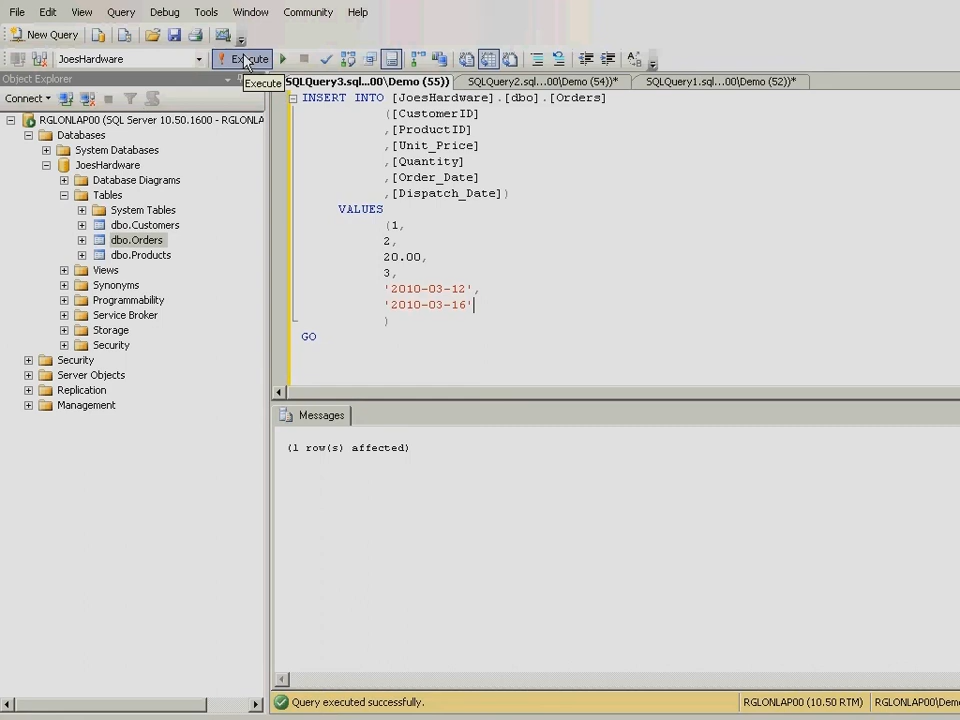 File Edit View Query Debug Tools Window Community Help
New Query
JoesHardware Execute
Object Explorer
Execute
SQLQuery3.sql...00\Demo (55)) SQLQuery2.sql...00\Demo (54))* SQLQuery1.sql...00\Demo (52))*
Connect
RGLONLAP00 (SQL Server 10.50.1600 - RGLONLA
Databases
System Databases
JoesHardware
Database Diagrams
Tables
System Tables
dbo.Customers
dbo.Orders
dbo.Products
Views
Synonyms
Programmability
Service Broker
Storage
Security
Security
Server Objects
Replication
Management
INSERT INTO [JoesHardware].[dbo].[Orders]
([CustomerID]
,[ProductID]
,[Unit_Price]
,[Quantity]
,[Order_Date]
,[Dispatch_Date])
VALUES
(1,
2,
20.00,
3,
'2010-03-12',
'2010-03-16'
)
GO
Messages
(1 row(s) affected)
Query executed successfully. RGLONLAP00 (10.50 RTM) RGLONLAP00\Demo